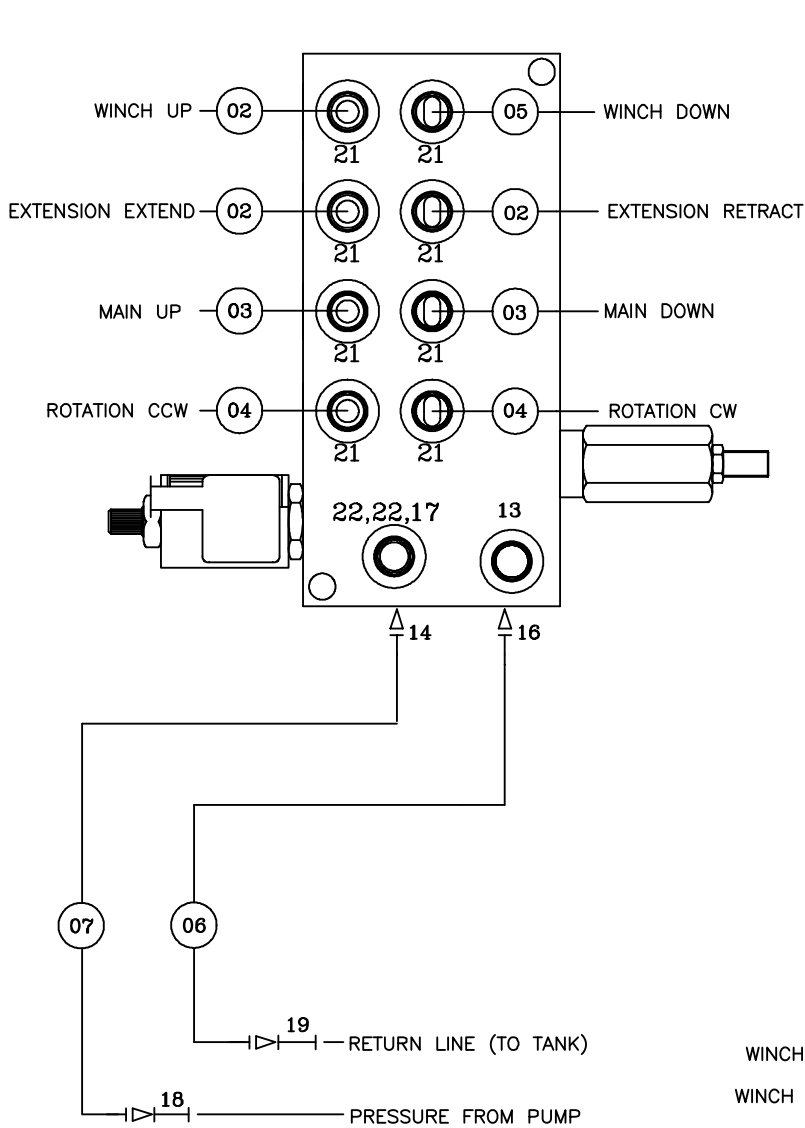 WINCH UP 02 05 WINCH DOWN
21 21
EXTENSION EXTEND 02 02 EXTENSION RETRACT
21 21
MAIN UP 03 03 MAIN DOWN
21 21
ROTATION CCW 04 04 ROTATION CW
21 21
22,22,17 13
14 16
07 06
19
RETURN LINE (TO TANK)
WINCH
WINCH
18
PRESSURE FROM PUMP